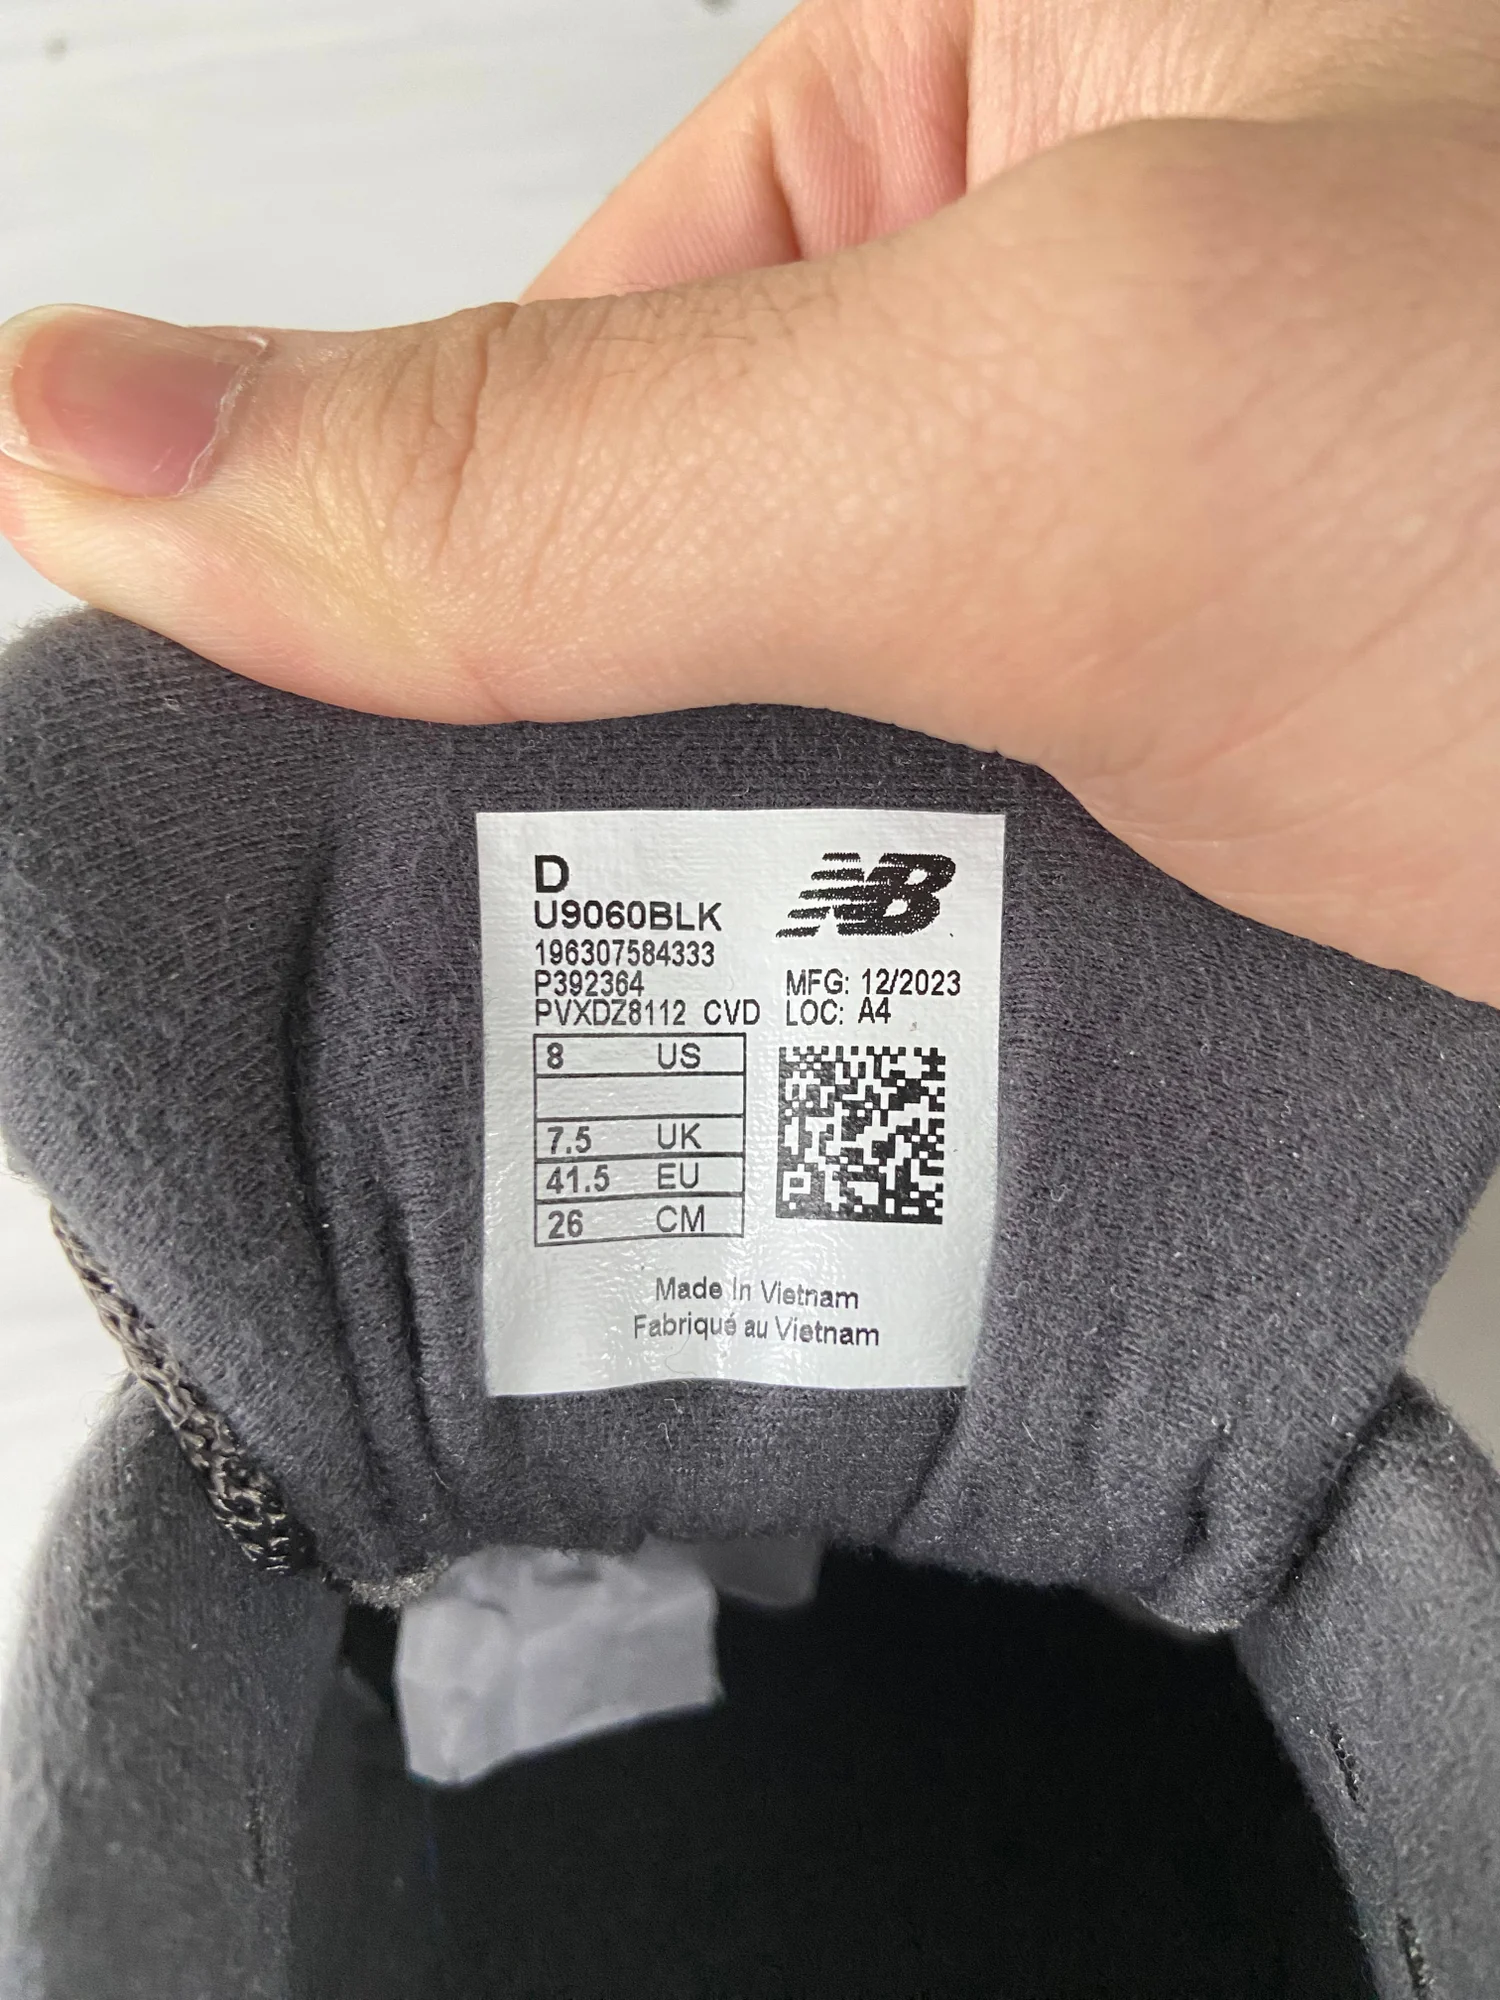 D
NB
U9060BLK
196307584333
P392364
MFG: 12/2023
PVXDZ8112 CVD
LOC: A4
8 US
7.5 UK
41.5 EU
26 CM
Made In Vietnam
Fabriqué au Vietnam